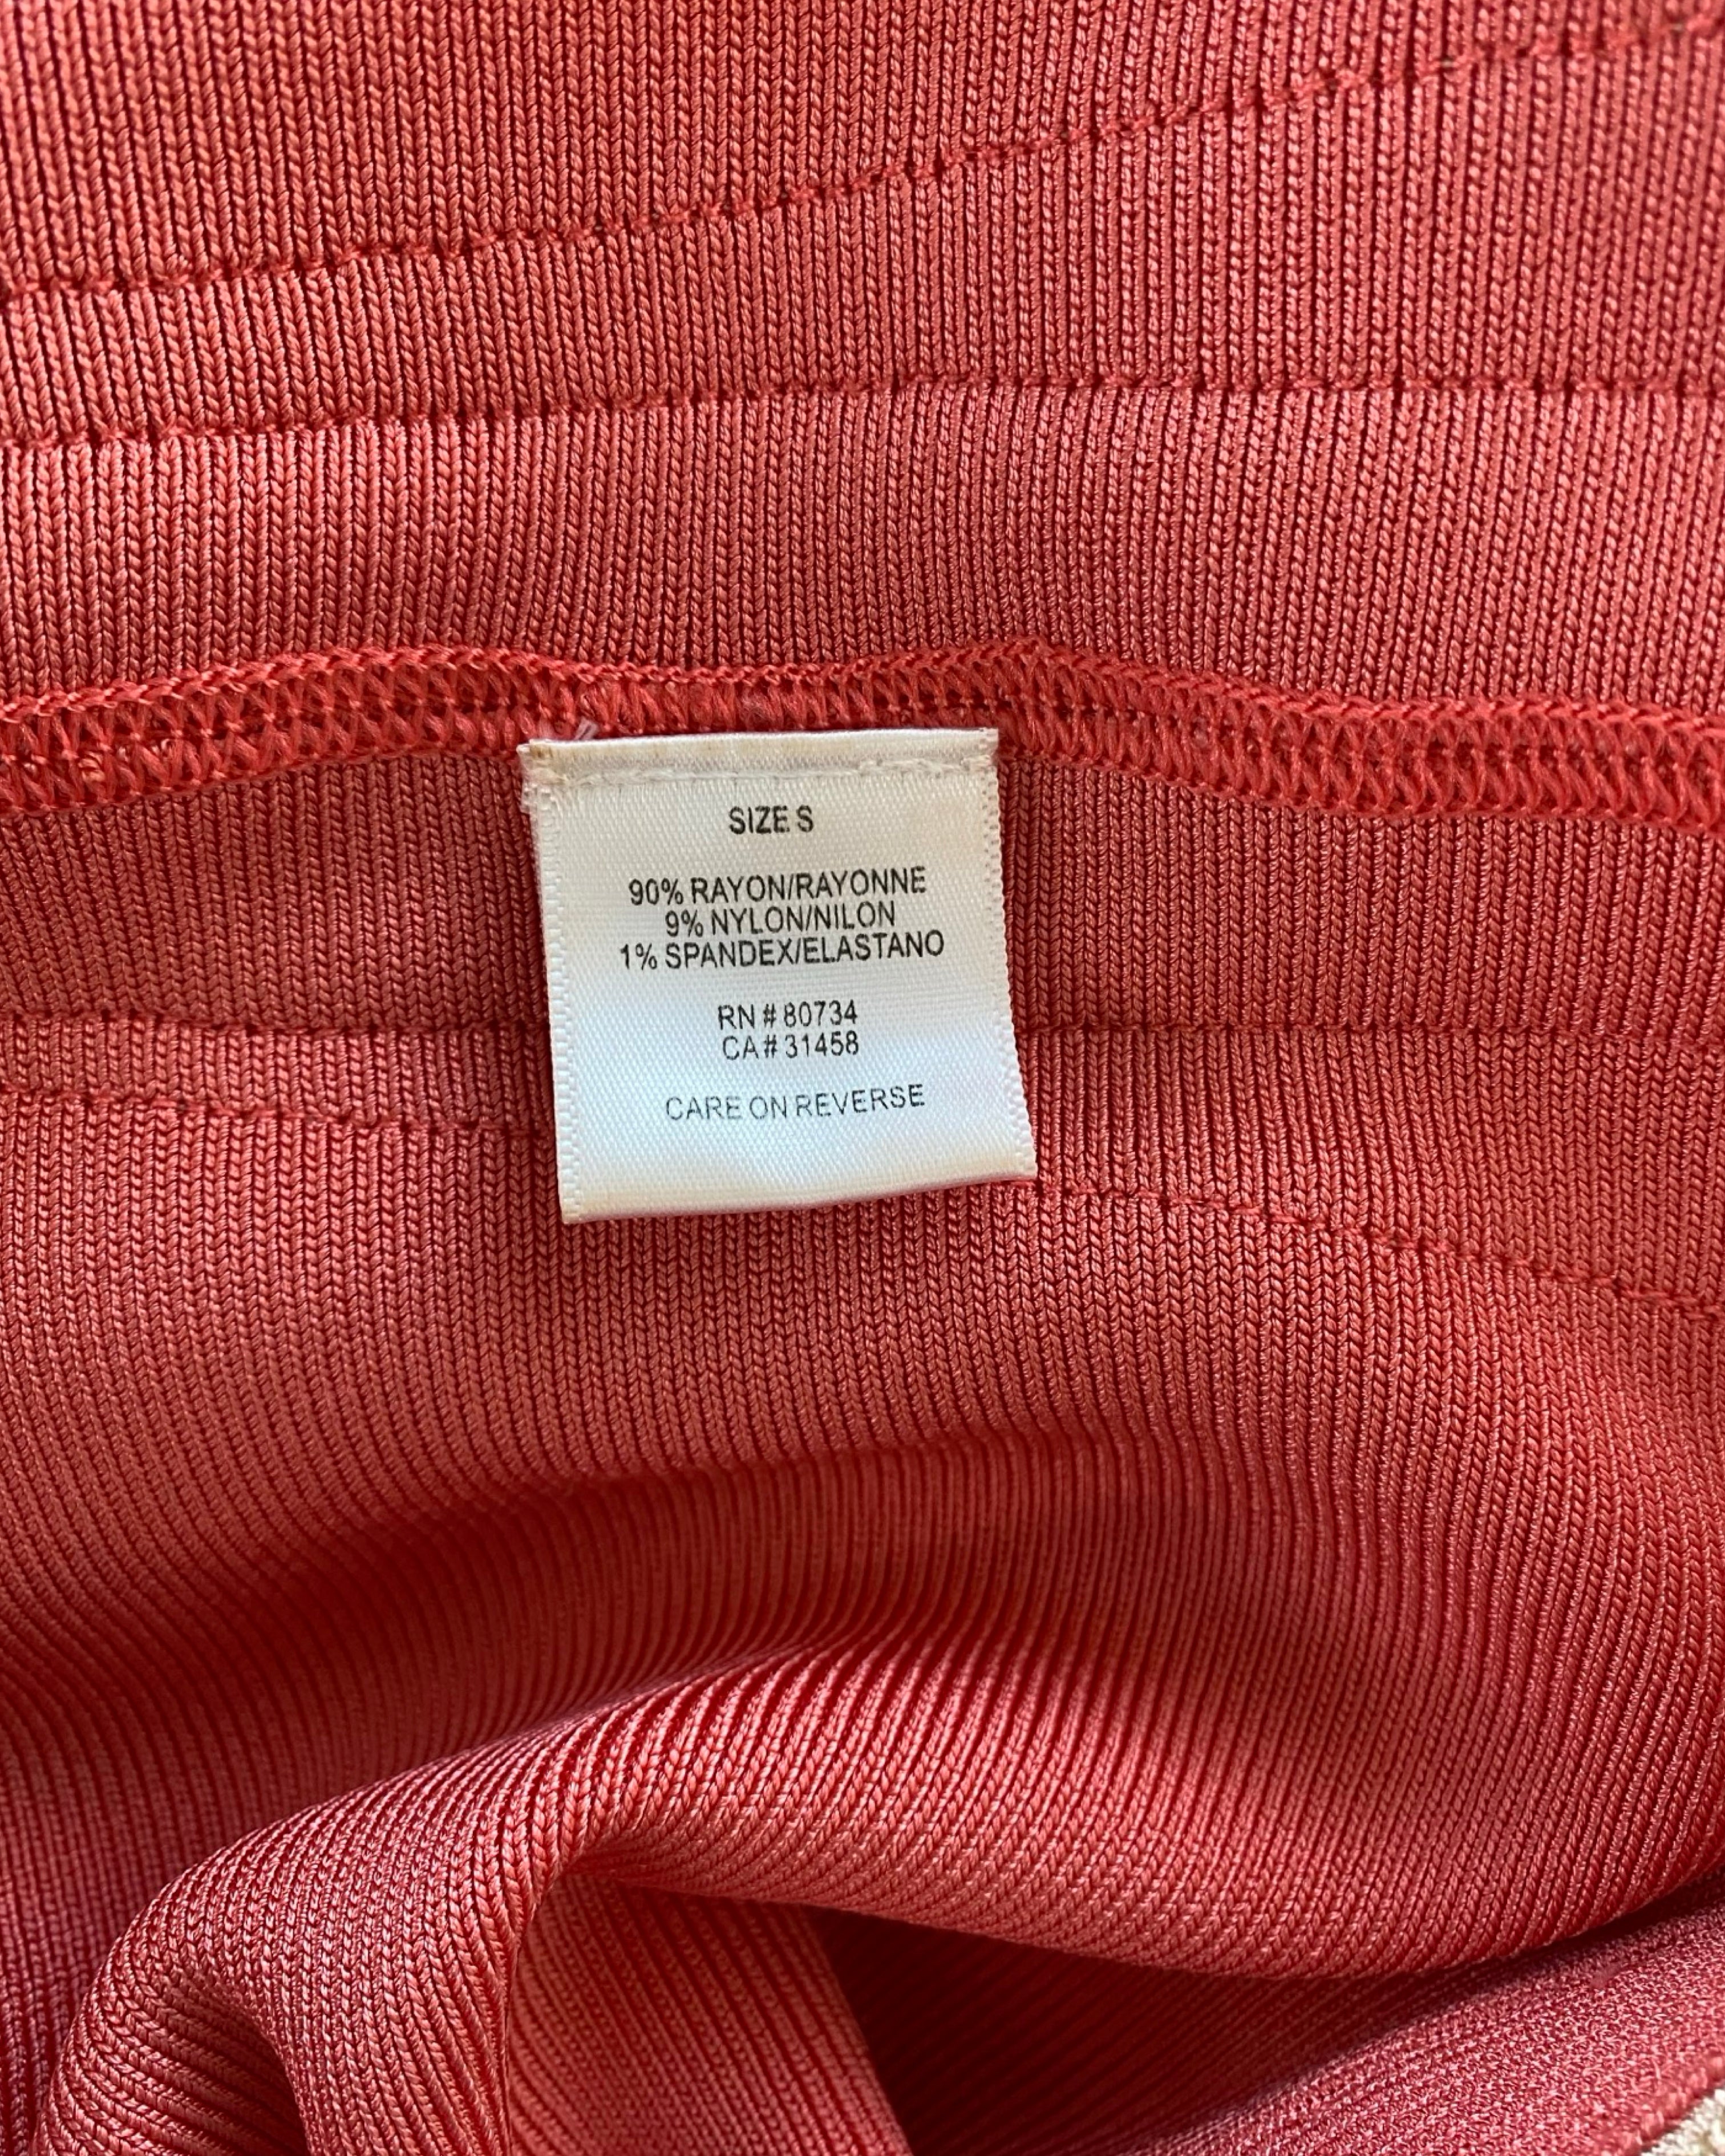 SIZE S
90% RAYON/RAYONNE
9% NYLON/NILON
1% SPANDEX/ELASTANO
RN # 80734
CA# 31458
CARE ON REVERSE